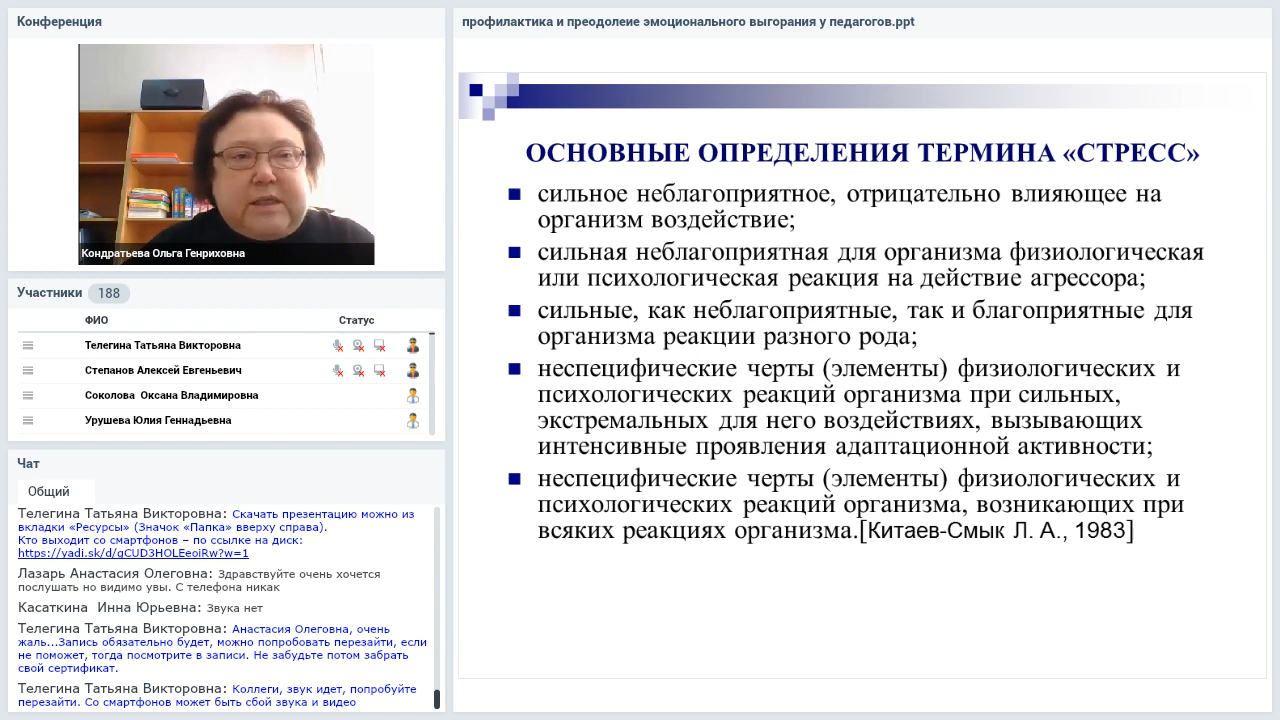 Конференция
Кондратьева Ольга Генриховна
Участники 188
ФИО Статус
Телегина Татьяна Викторовна
Степанов Алексей Евгеньевич
Соколова Оксана Владимировна
Урушева Юлия Геннадьевна
Чат
Общий
Телегина Татьяна Викторовна: Скачать презентацию можно из
вкладки «Ресурсы» (Значок «Папка» вверху справа).
Кто выходит со смартфонов – по ссылке на диск:
https://yadi.sk/d/gCUD3HOLEeoiRw?w=1
Лазарь Анастасия Олеговна: Здравствуйте очень хочется
послушать но видимо увы. С телефона никак
Касаткина Инна Юрьевна: Звука нет
Телегина Татьяна Викторовна: Анастасия Олеговна, очень
жаль...Запись обязательно будет, можно попробовать перезайти, если
не поможет, тогда посмотрите в записи. Не забудьте потом забрать
свой сертификат.
Телегина Татьяна Викторовна: Коллеги, звук идет, попробуйте
перезайти. Со смартфонов может быть сбой звука и видео
профилактика и преодолеие эмоционального выгорания у педагогов.ppt
ОСНОВНЫЕ ОПРЕДЕЛЕНИЯ ТЕРМИНА «СТРЕСС»
сильное неблагоприятное, отрицательно влияющее на
организм воздействие;
сильная неблагоприятная для организма физиологическая
или психологическая реакция на действие агрессора;
сильные, как неблагоприятные, так и благоприятные для
организма реакции разного рода;
неспецифические черты (элементы) физиологических и
психологических реакций организма при сильных,
экстремальных для него воздействиях, вызывающих
интенсивные проявления адаптационной активности;
неспецифические черты (элементы) физиологических и
психологических реакций организма, возникающих при
всяких реакциях организма.[Китаев-Смык Л. А., 1983]